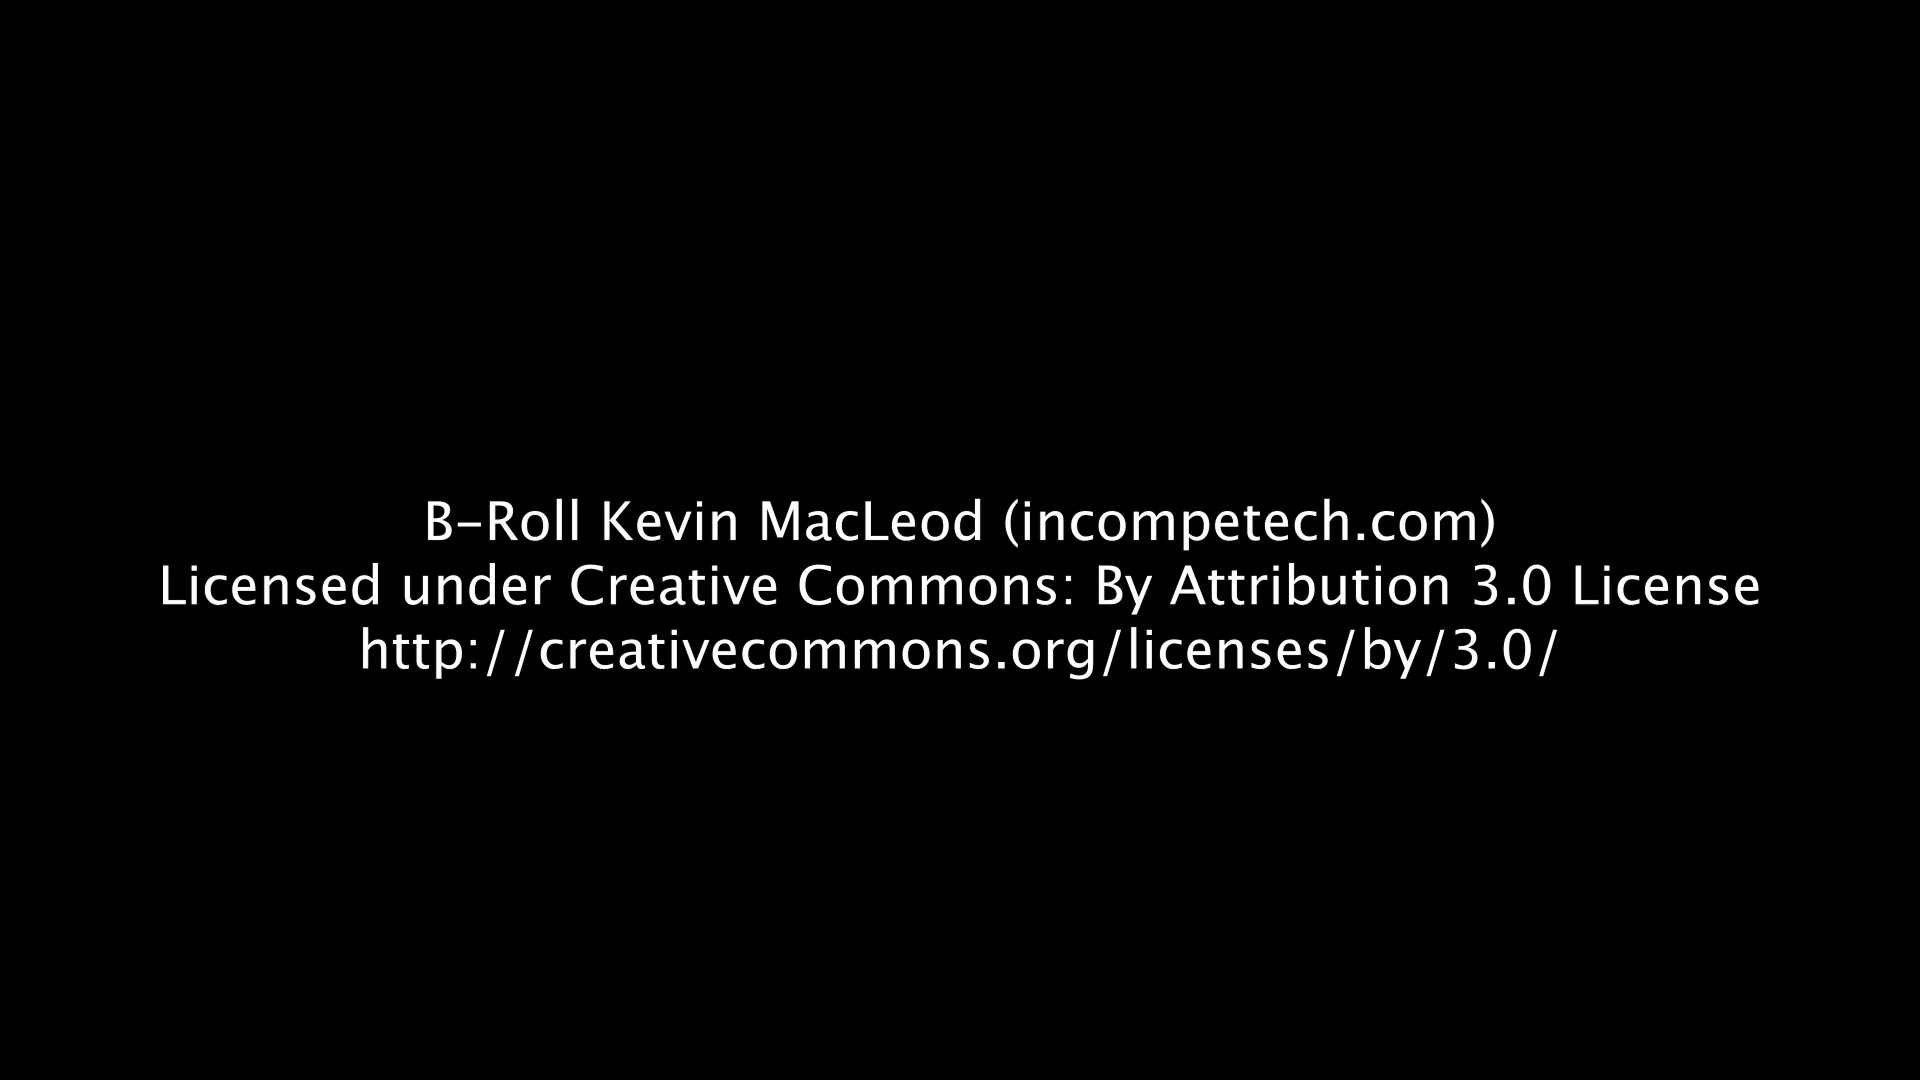 B-Roll Kevin MacLeod (incompetech.com)
Licensed under Creative Commons: By Attribution 3.0 License
http://creativecommons.org/licenses/by/3.0/